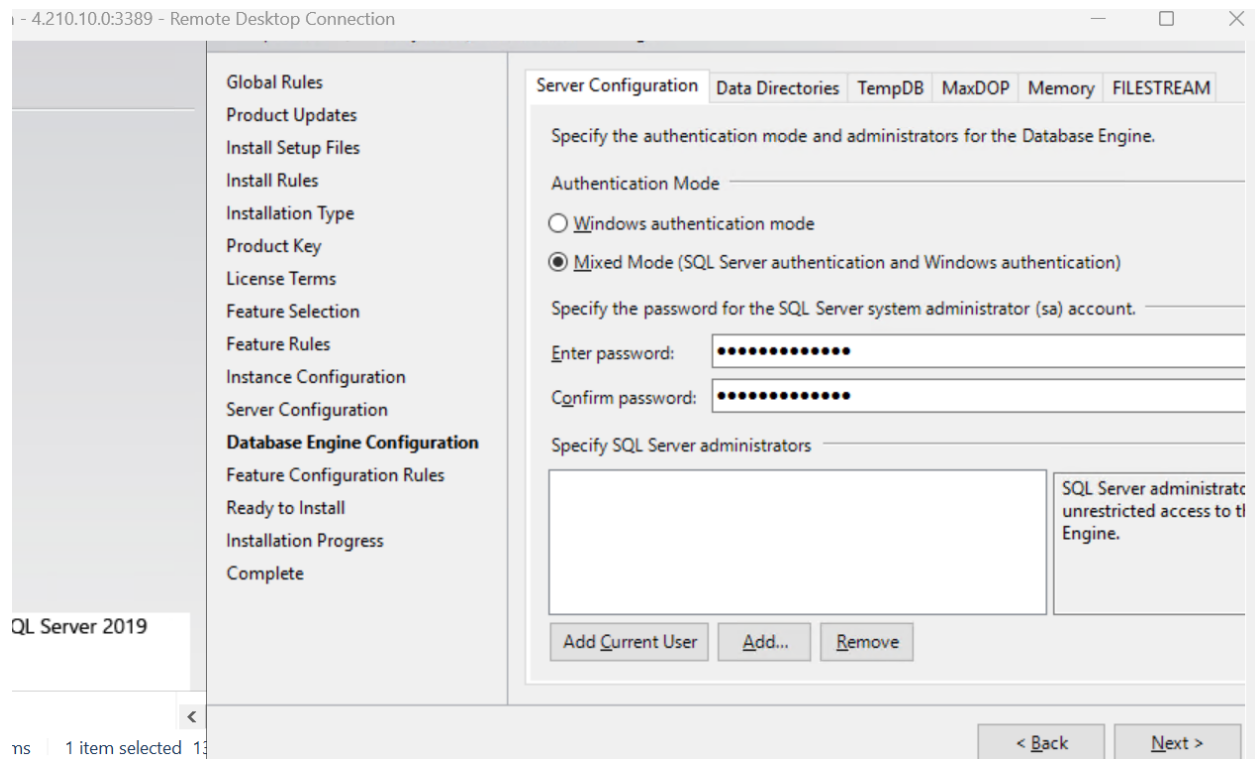 - 4.210.10.0:3389 - Remote Desktop Connection
Global Rules
Product Updates
Install Setup Files
Install Rules
Installation Type
Product Key
License Terms
Feature Selection
Feature Rules
Instance Configuration
Server Configuration
Database Engine Configuration
Feature Configuration Rules
Ready to Install
Installation Progress
Complete
Server Configuration Data Directories TempDB MaxDOP Memory FILESTREAM
Specify the authentication mode and administrators for the Database Engine.
Authentication Mode
Windows authentication mode
Mixed Mode (SQL Server authentication and Windows authentication)
Specify the password for the SQL Server system administrator (sa) account.
Enter password: ●●●●●●●●●●●●●
Confirm password: ●●●●●●●●●●●●●
Specify SQL Server administrators
SQL Server administrato
unrestricted access to th
Engine.
Add Current User Add... Remove
QL Server 2019
ms 1 item selected 13
< Back Next >